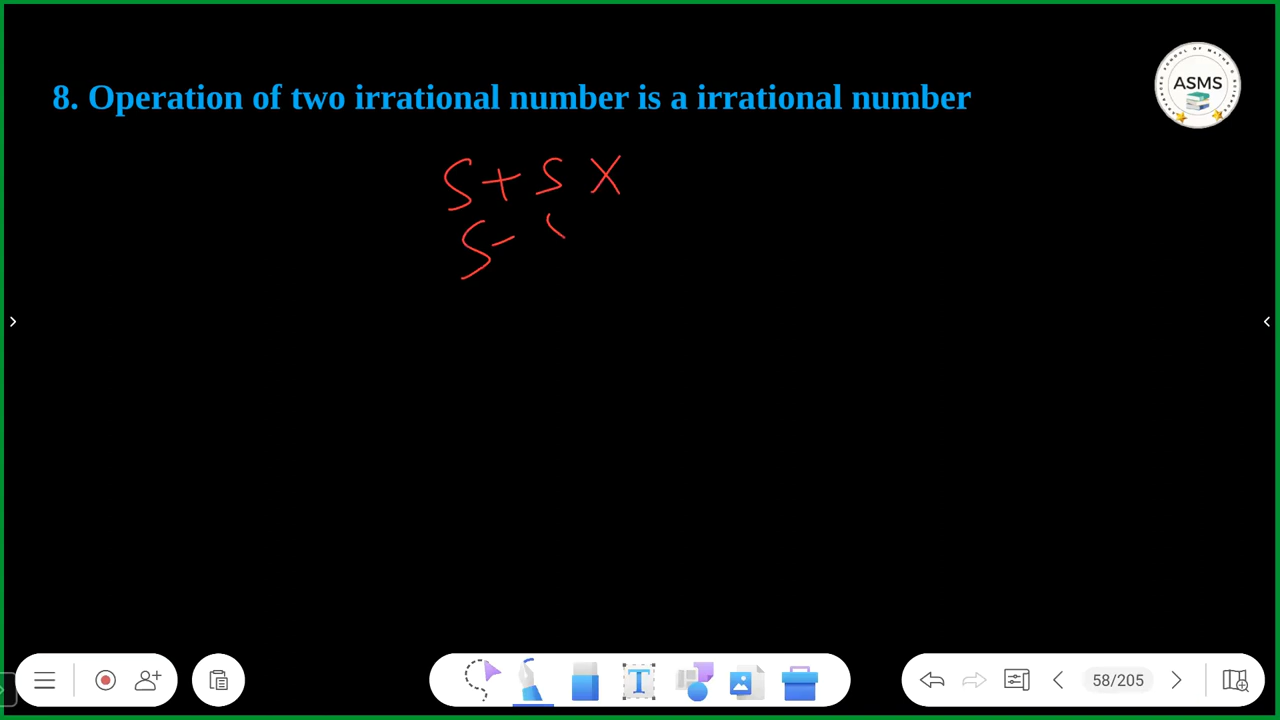 8. Operation of two irrational number is a irrational number
ASMS
S + S X
S -
58/205